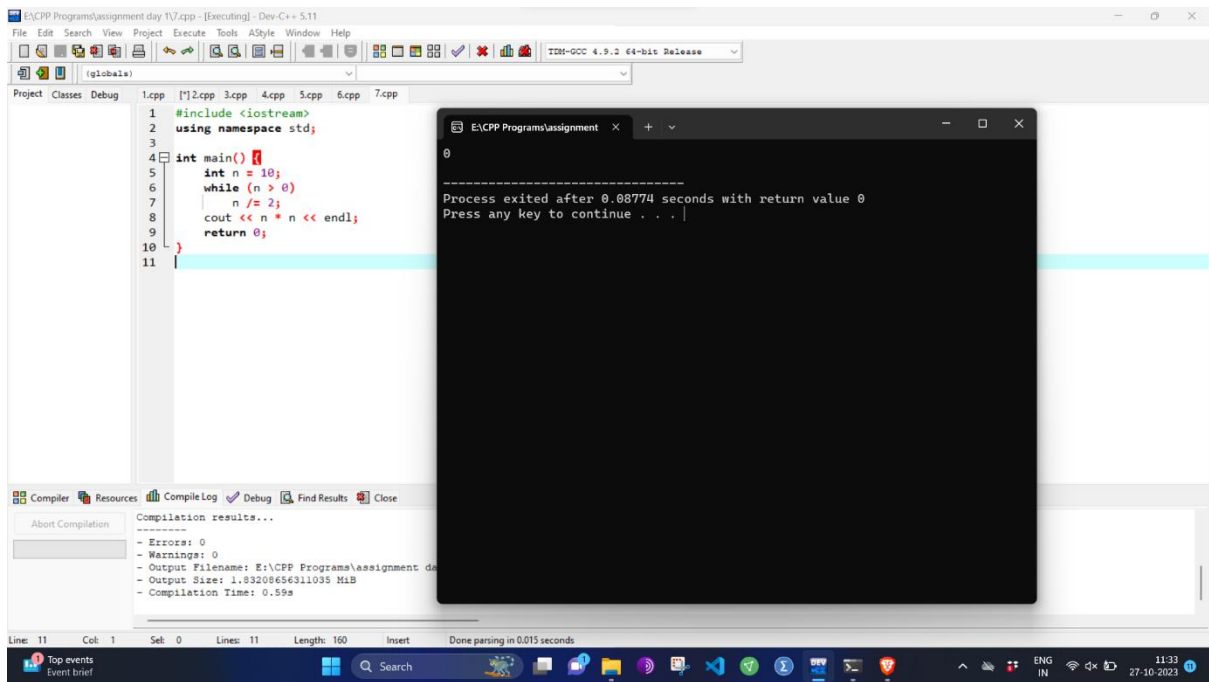 E:\CPP Programs\assignment day 1\7.cpp - [Executing] - Dev-C++ 5.11
File Edit Search View Project Execute Tools AStyle Window Help
TDM-GCC 4.9.2 64-bit Release
(globals)
Project Classes Debug 1.cpp [*] 2.cpp 3.cpp 4.cpp 5.cpp 6.cpp 7.cpp
1 #include <iostream>
2 using namespace std;
3
4 int main() {
5 int n = 10;
6 while (n > 0)
7 n /= 2;
8 cout << n * n << endl;
9 return 0;
10 }
11
E:\CPP Programs\assignment
0
--------------------------------
Process exited after 0.08774 seconds with return value 0
Press any key to continue . . .
Compiler Resources Compile Log Debug Find Results Close
Abort Compilation
Compilation results...
--------
- Errors: 0
- Warnings: 0
- Output Filename: E:\CPP Programs\assignment da
- Output Size: 1.83208656311035 MiB
- Compilation Time: 0.59s
Line: 11 Col: 1 Sel: 0 Lines: 11 Length: 160 Insert Done parsing in 0.015 seconds
1
Top events
Event brief
Search
DEV
ENG
IN
11:33
27-10-2023